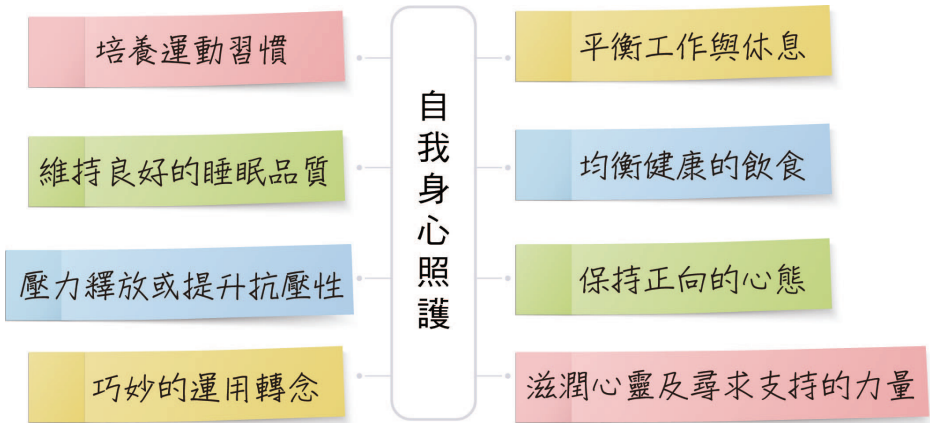 自我身心照護
培養運動習慣
維持良好的睡眠品質
壓力釋放或提升抗壓性
巧妙的運用轉念
平衡工作與休息
均衡健康的飲食
保持正向的心態
滋潤心靈及尋求支持的力量